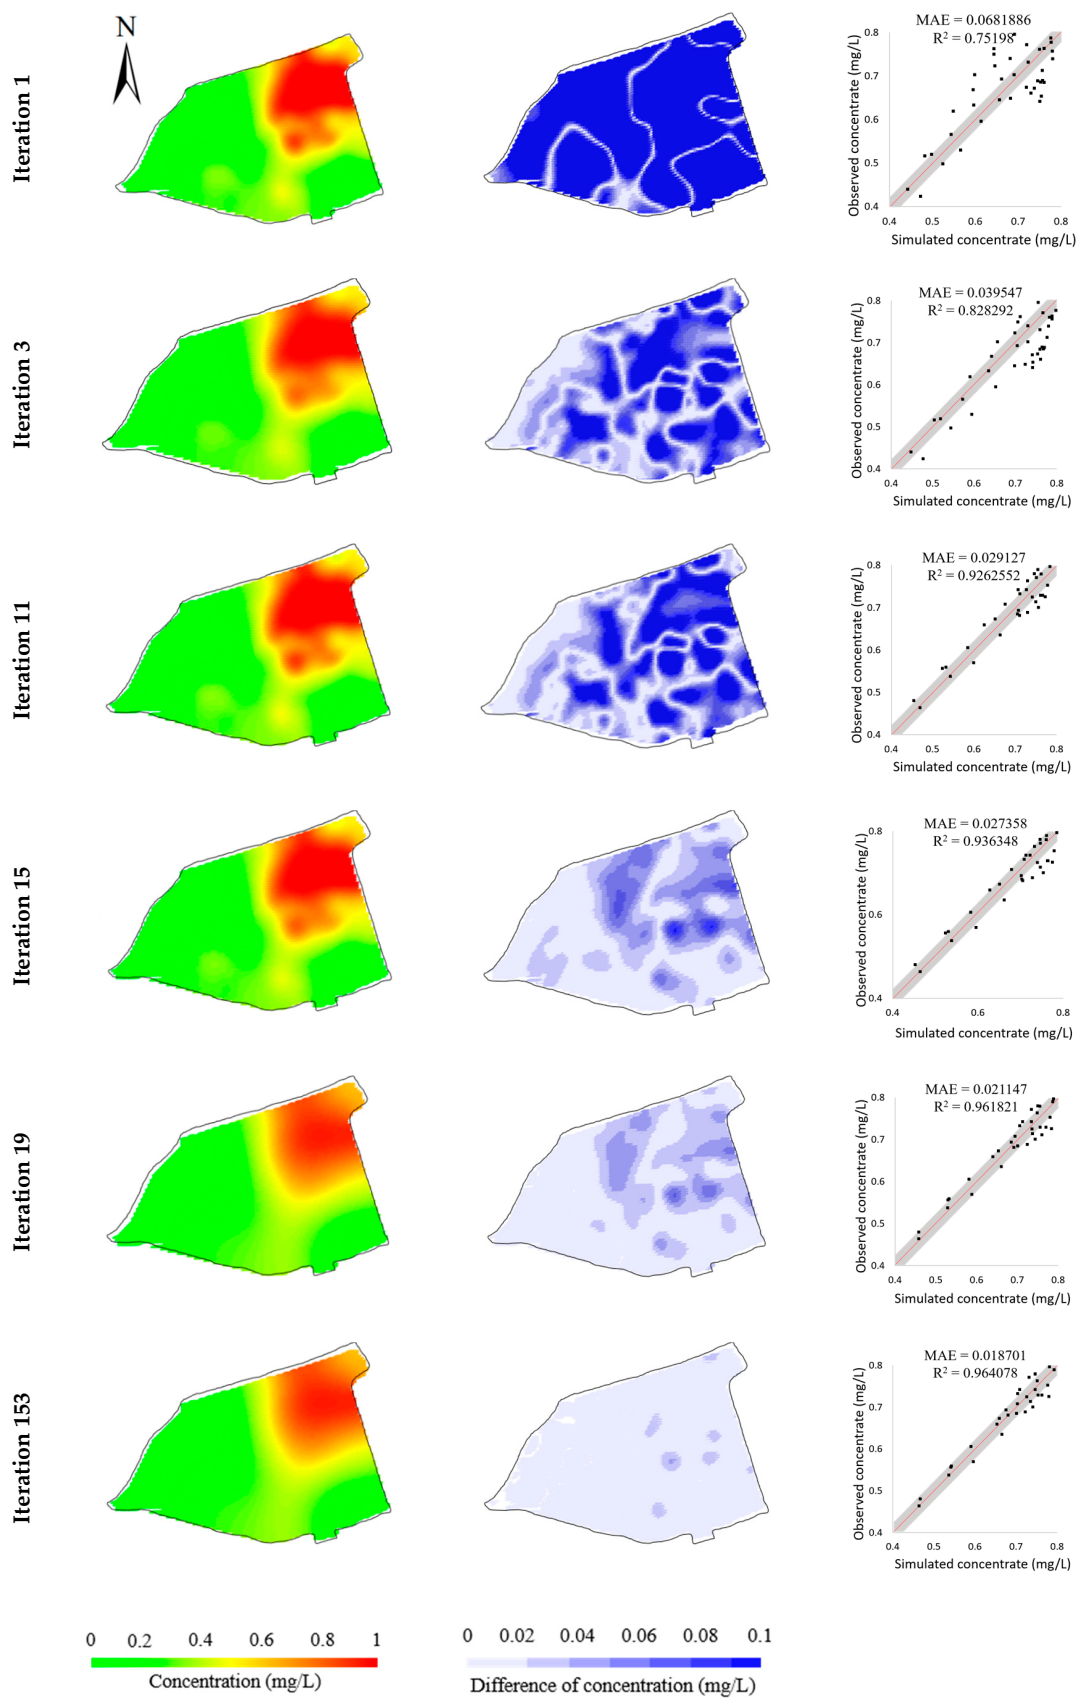 N
Iteration 1
MAE = 0.0681886
R² = 0.75198
Observed concentrate (mg/L)
0.8
0.7
0.6
0.5
0.4
0.4 0.5 0.6 0.7 0.8
Simulated concentrate (mg/L)
Iteration 3
MAE = 0.039547
R² = 0.828292
Observed concentrate (mg/L)
0.8
0.7
0.6
0.5
0.4
0.4 0.5 0.6 0.7 0.8
Simulated concentrate (mg/L)
Iteration 11
MAE = 0.029127
R² = 0.9262552
Observed concentrate (mg/L)
0.8
0.7
0.6
0.5
0.4
0.4 0.5 0.6 0.7 0.8
Simulated concentrate (mg/L)
Iteration 15
MAE = 0.027358
R² = 0.936348
Observed concentrate (mg/L)
0.8
0.6
0.4
0.4 0.6 0.8
Simulated concentrate (mg/L)
Iteration 19
MAE = 0.021147
R² = 0.961821
Observed concentrate (mg/L)
0.8
0.7
0.6
0.5
0.4
0.4 0.5 0.6 0.7 0.8
Simulated concentrate (mg/L)
Iteration 153
MAE = 0.018701
R² = 0.964078
Observed concentrate (mg/L)
0.8
0.7
0.6
0.5
0.4
0.4 0.5 0.6 0.7 0.8
Simulated concentrate (mg/L)
0 0.2 0.4 0.6 0.8 1
Concentration (mg/L)
0 0.02 0.04 0.06 0.08 0.1
Difference of concentration (mg/L)